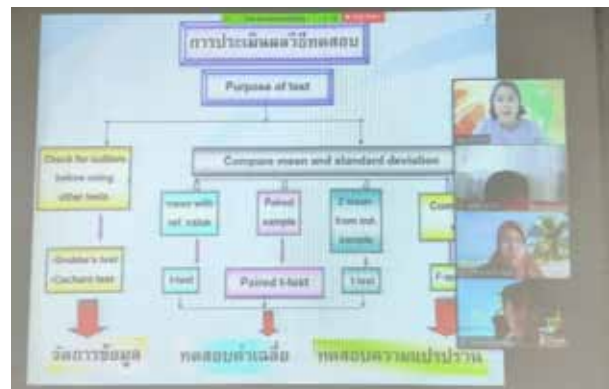 การประเมินผลวิธีทดสอบ
Purpose of test
Check for outliers
before using
other tests
Compare mean and standard deviation
mean with
ref. value
Paired
sample
2 mean
from out.
sample
-Grubbs's test
-Cochran test
t-test
Paired t-test
t-test
จัดการข้อมูล
ทดสอบค่าเฉลี่ย
ทดสอบความแปรปรวน